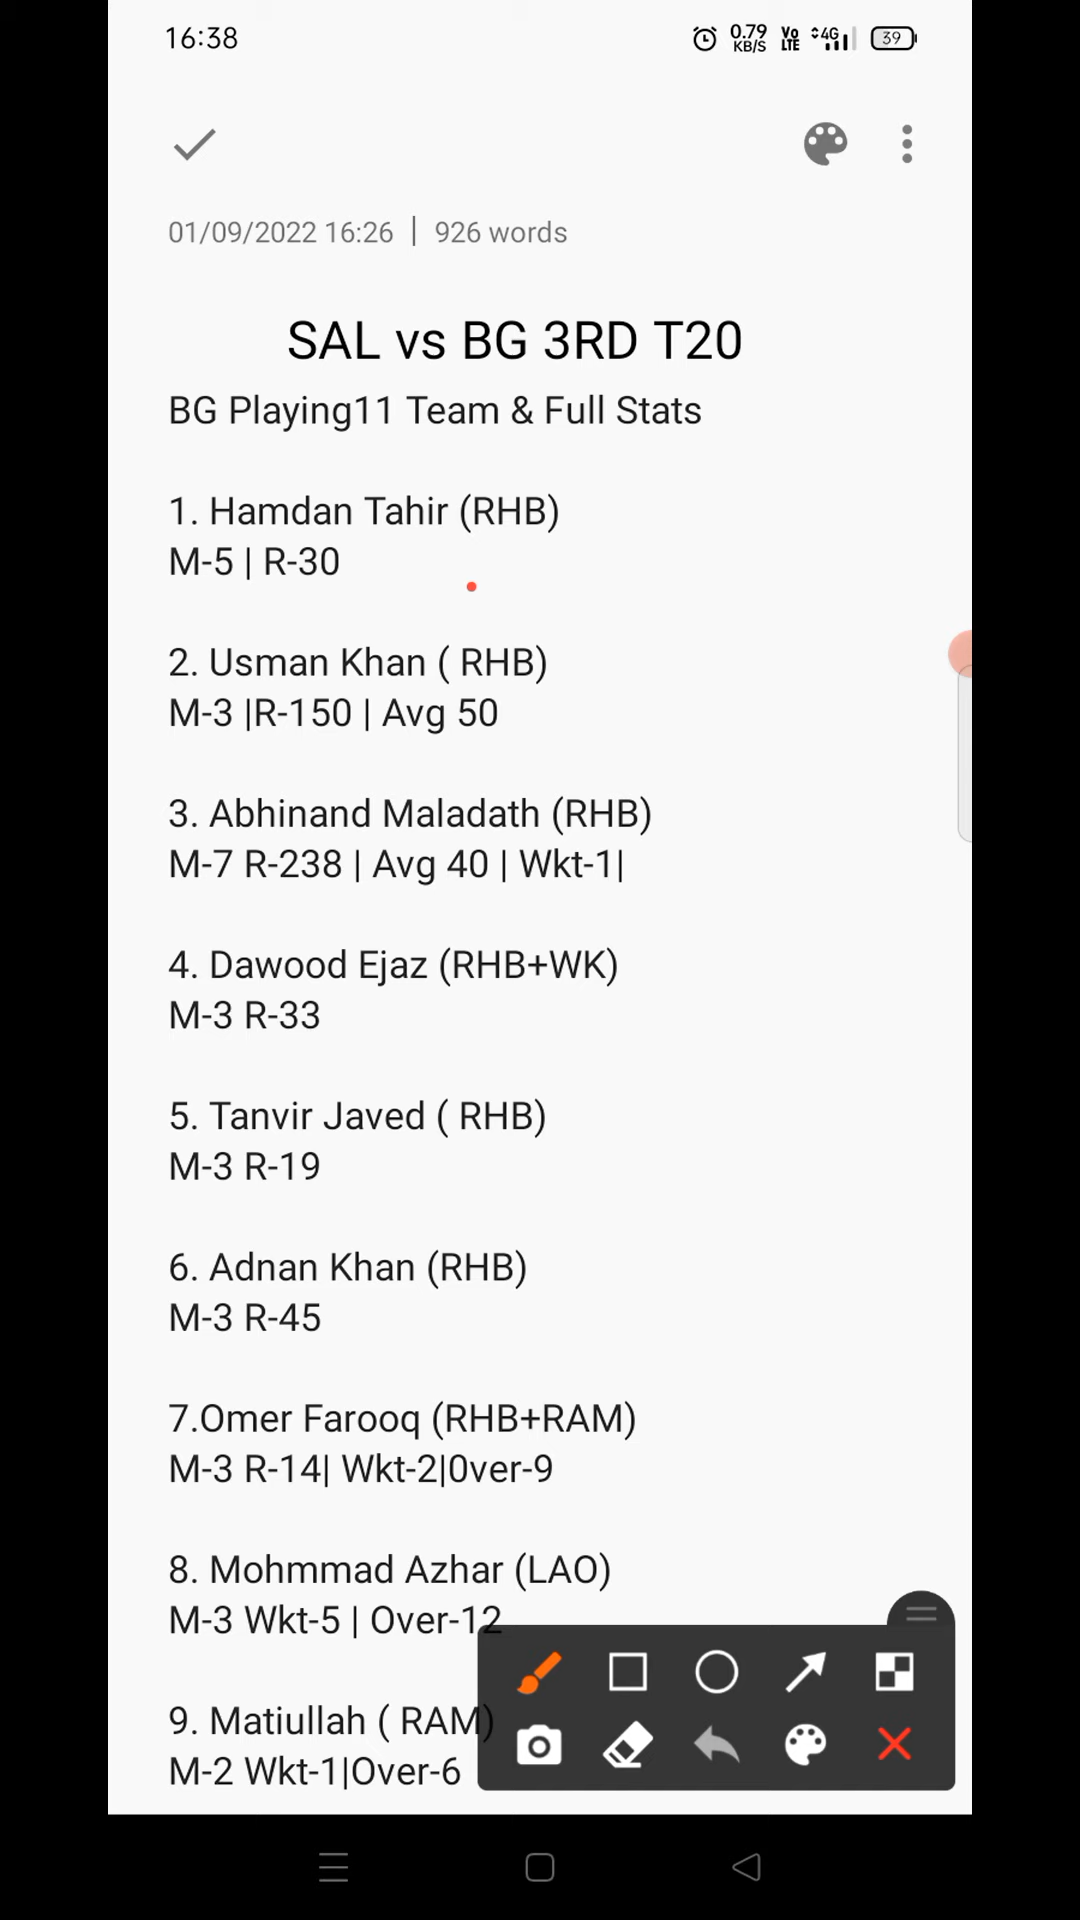 16:38
0.79 KB/S Vo LTE 4G 39
01/09/2022 16:26 | 926 words
SAL vs BG 3RD T20
BG Playing11 Team & Full Stats
1. Hamdan Tahir (RHB)
M-5 | R-30
2. Usman Khan ( RHB)
M-3 |R-150 | Avg 50
3. Abhinand Maladath (RHB)
M-7 R-238 | Avg 40 | Wkt-1|
4. Dawood Ejaz (RHB+WK)
M-3 R-33
5. Tanvir Javed ( RHB)
M-3 R-19
6. Adnan Khan (RHB)
M-3 R-45
7.Omer Farooq (RHB+RAM)
M-3 R-14| Wkt-2|0ver-9
8. Mohmmad Azhar (LAO)
M-3 Wkt-5 | Over-12
9. Matiullah ( RAM)
M-2 Wkt-1|Over-6